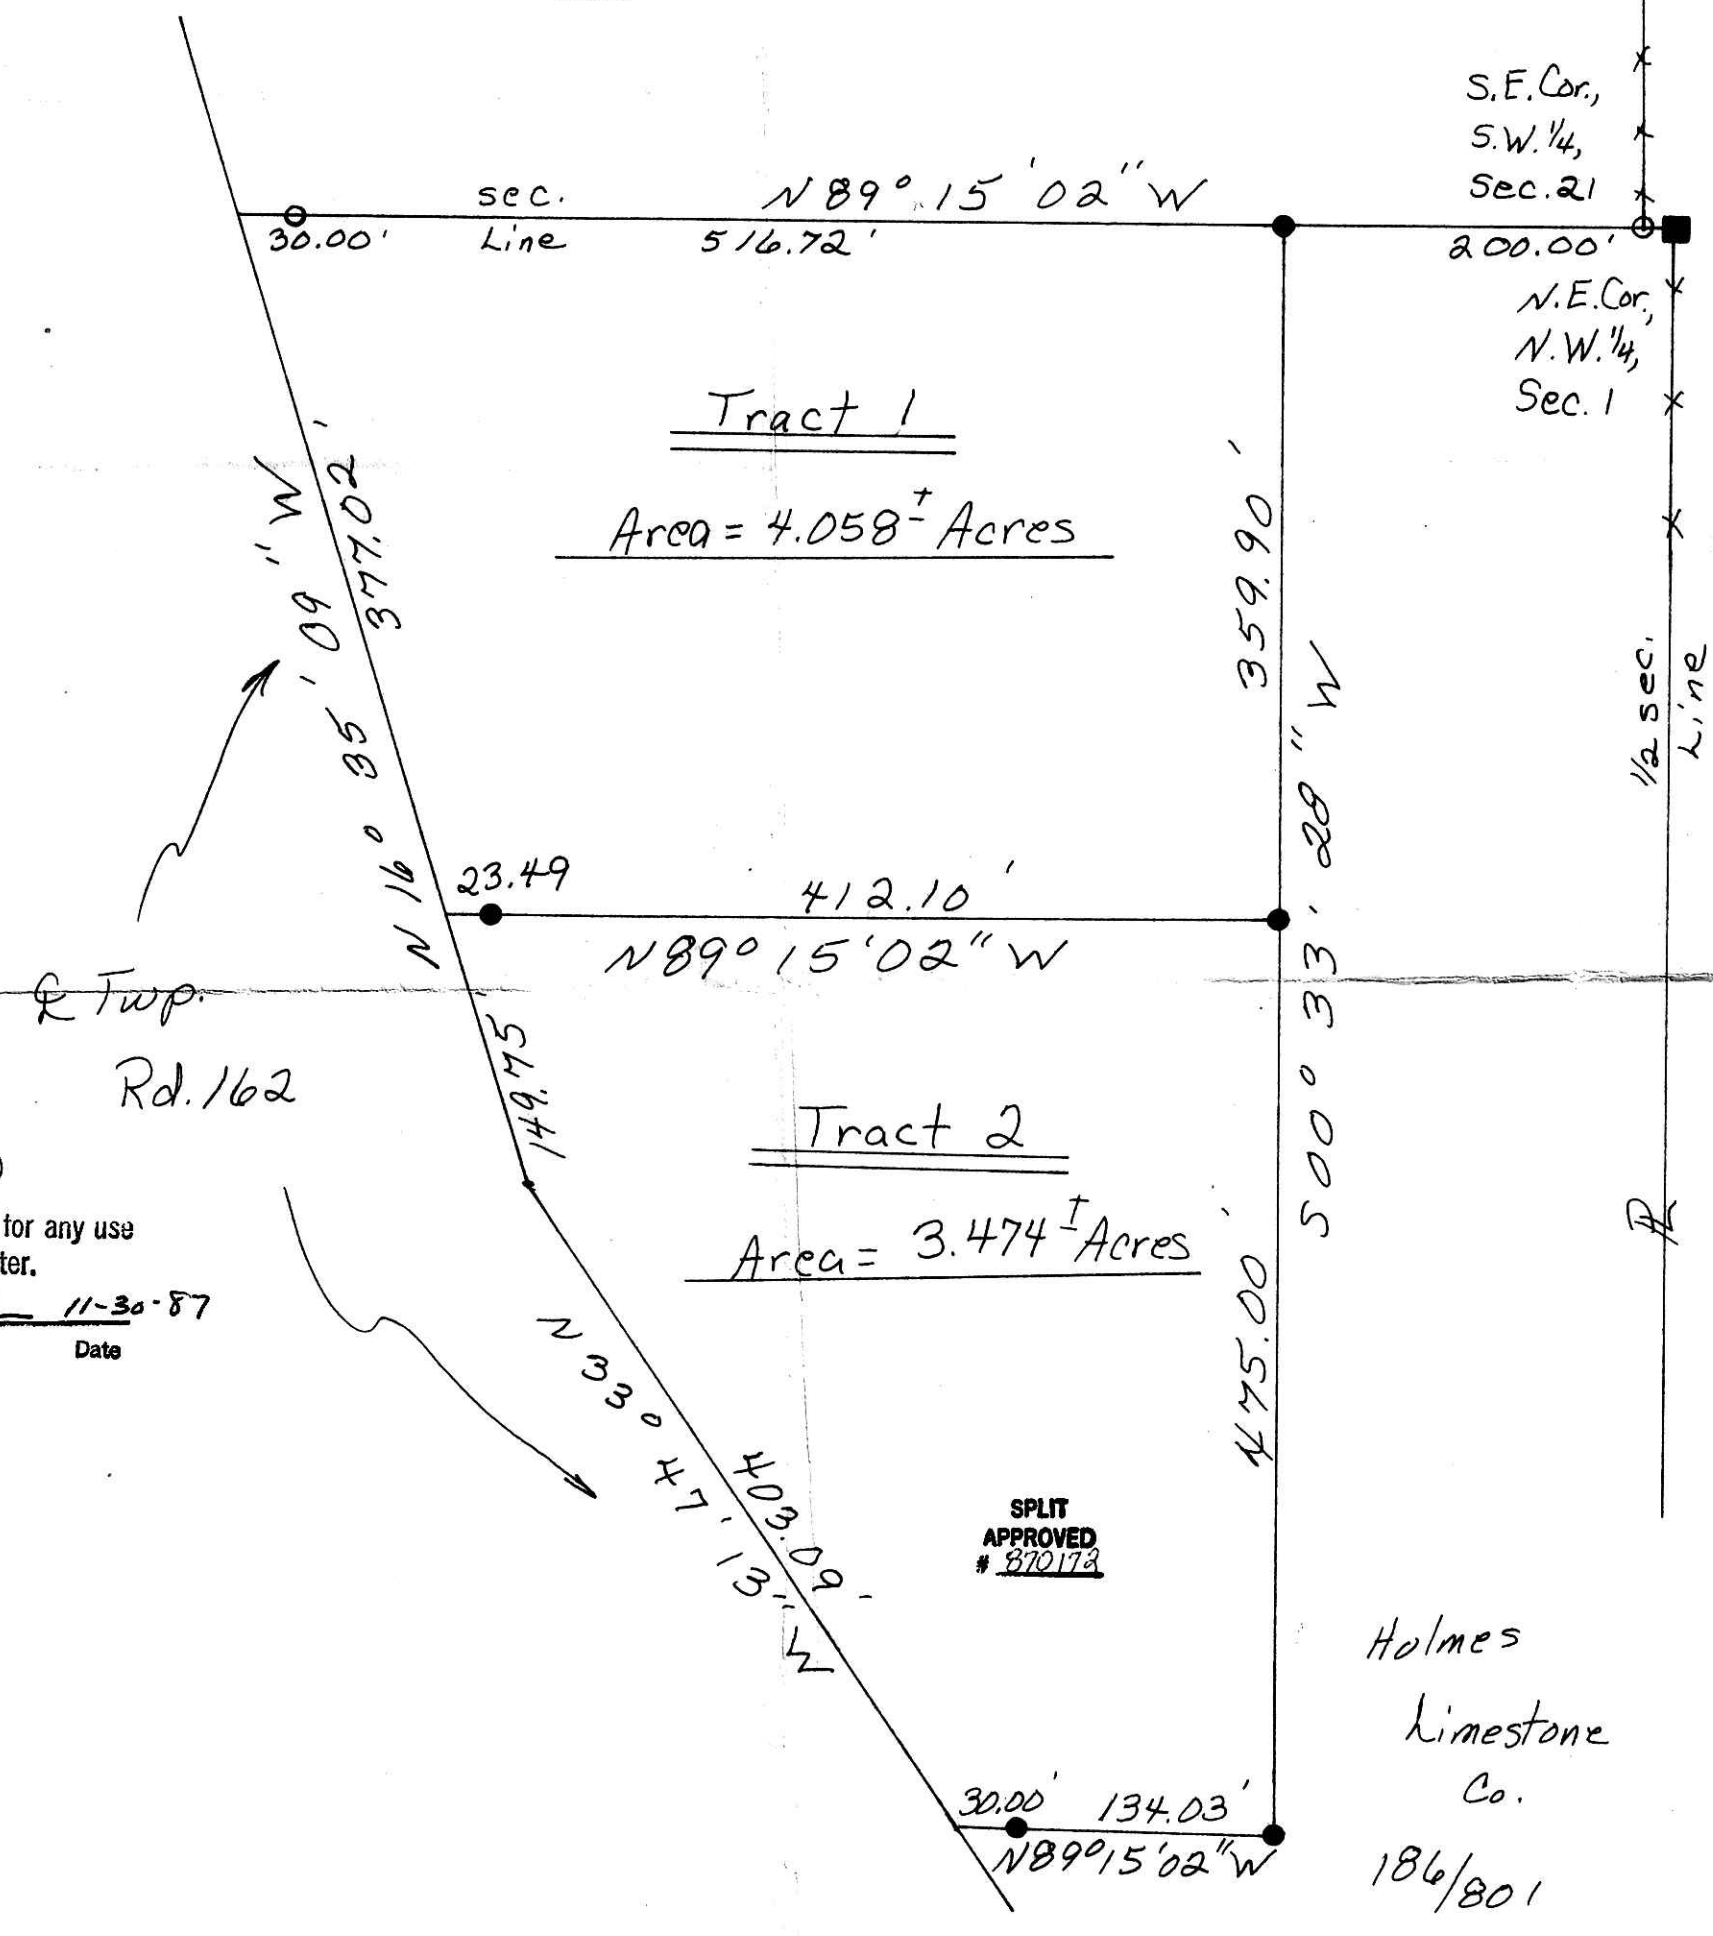 S.E. Cor.,
S.W. 1/4,
Sec. 21
N 89° 15' 02" W
sec.
Line
30.00'
516.72'
200.00'
N.E. Cor.,
N.W. 1/4,
Sec. 1
Tract 1
Area = 4.058 ± Acres
N 16° 35' 09" W
377.02'
359.90'
S 00° 33' 28" W
1/2 sec.
Line
23.49
412.10'
N 89° 15' 02" W
℄ Twp.
Rd. 162
149.75
Tract 2
Area = 3.474 ± Acres
for any use
ter.
11-30-87
Date
N 33° 47' 13" W
403.09'
475.00'
PL
SPLIT
APPROVED
# 870172
Holmes
Limestone
Co.
186/801
30.00'
134.03'
N 89° 15' 02" W